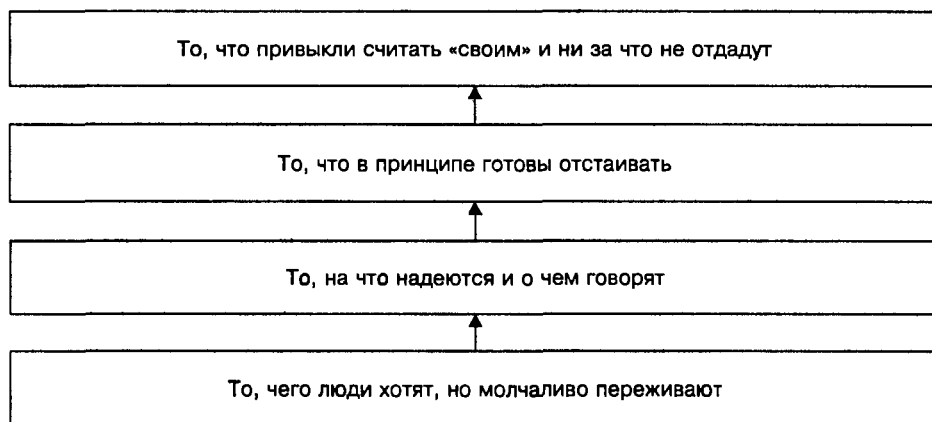 То, что привыкли считать «своим» и ни за что не отдадут
То, что в принципе готовы отстаивать
То, на что надеются и о чем говорят
То, чего люди хотят, но молчаливо переживают